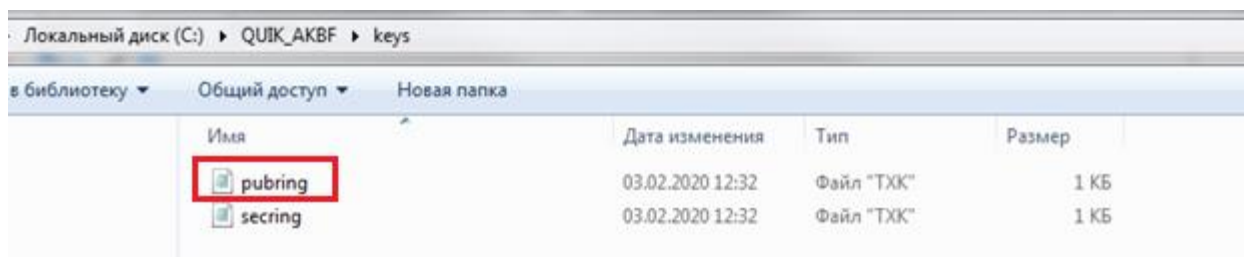 Локальный диск (C:) ▸ QUIK_AKBF ▸ keys
в библиотеку ▾ Общий доступ ▾ Новая папка
Имя Дата изменения Тип Размер
pubring 03.02.2020 12:32 Файл "TXK" 1 КБ
secring 03.02.2020 12:32 Файл "TXK" 1 КБ